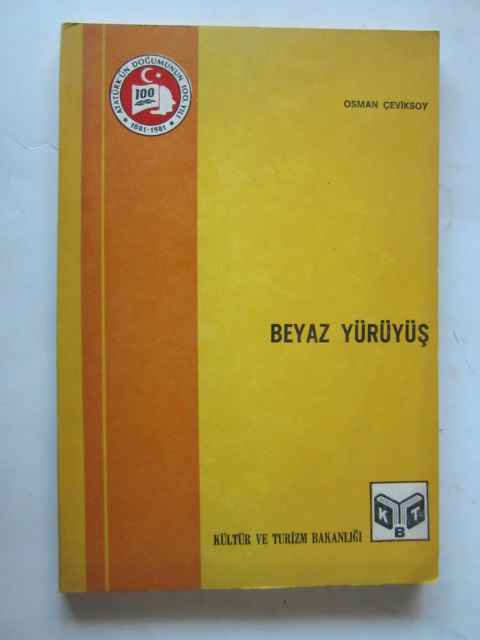 ATATÜRK'ÜN DOĞUMUNUN 100. YILI
100
★ 1881-1981 ★
OSMAN ÇEVİKSOY
BEYAZ YÜRÜYÜŞ
KÜLTÜR VE TURİZM BAKANLIĞI
K B T